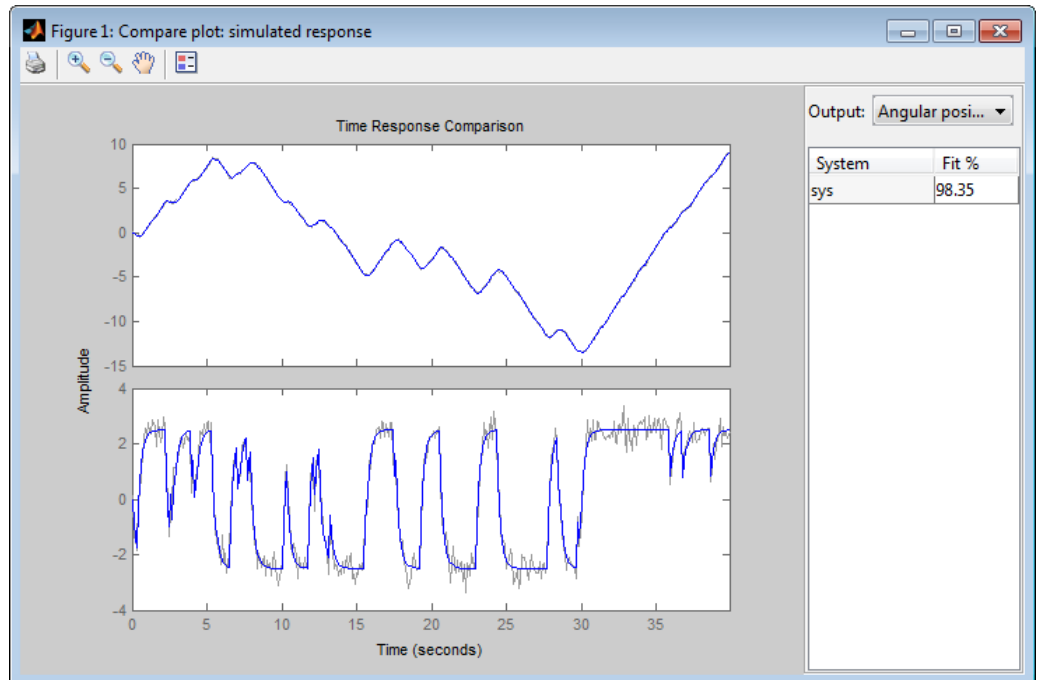 Figure 1: Compare plot: simulated response
Output: Angular posi...
System Fit %
sys 98.35
Time Response Comparison
10
5
0
-5
-10
-15
Amplitude
4
2
0
-2
-4
0 5 10 15 20 25 30 35
Time (seconds)